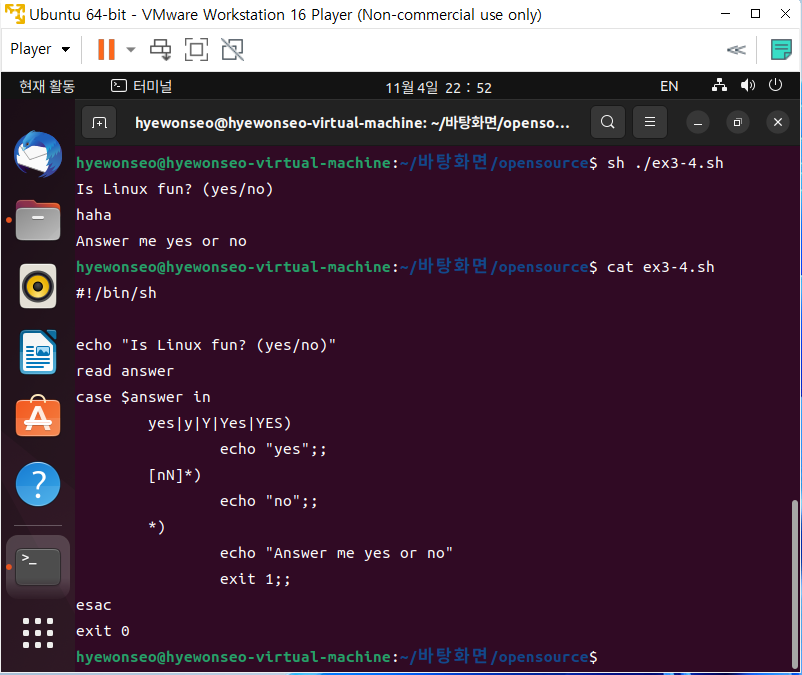 Ubuntu 64-bit - VMware Workstation 16 Player (Non-commercial use only)
Player
현재 활동 터미널 11월 4일 22 : 52 EN
hyewonseo@hyewonseo-virtual-machine: ~/바탕화면/openso...
hyewonseo@hyewonseo-virtual-machine:~/바탕화면/opensource$ sh ./ex3-4.sh
Is Linux fun? (yes/no)
haha
Answer me yes or no
hyewonseo@hyewonseo-virtual-machine:~/바탕화면/opensource$ cat ex3-4.sh
#!/bin/sh

echo "Is Linux fun? (yes/no)"
read answer
case $answer in
        yes|y|Y|Yes|YES)
                echo "yes";;
        [nN]*)
                echo "no";;
        *)
                echo "Answer me yes or no"
                exit 1;;
esac
exit 0
hyewonseo@hyewonseo-virtual-machine:~/바탕화면/opensource$